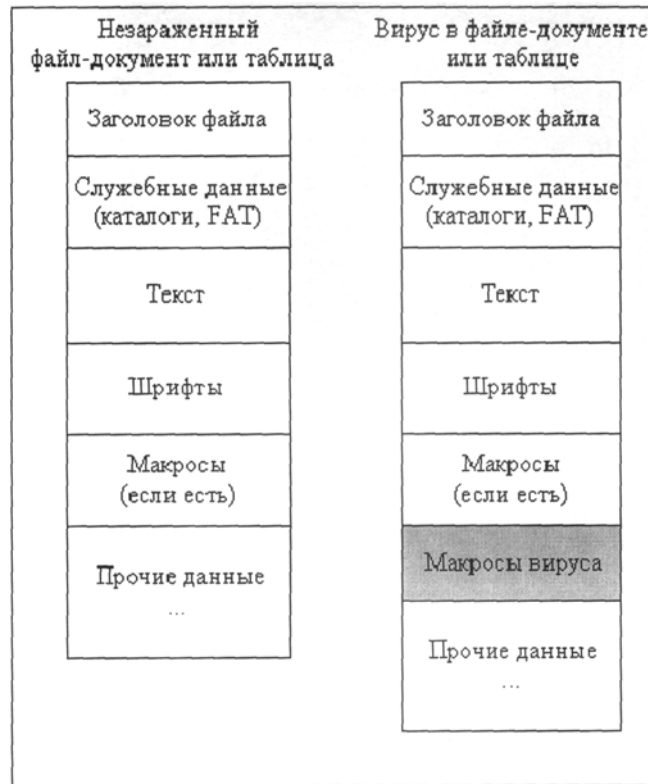 Незараженный
файл-документ или таблица
Заголовок файла
Служебные данные
(каталоги, FAT)
Текст
Шрифты
Макросы
(если есть)
Прочие данные
...
Вирус в файле-документе
или таблице
Заголовок файла
Служебные данные
(каталоги, FAT)
Текст
Шрифты
Макросы
(если есть)
Макросы вируса
Прочие данные
...